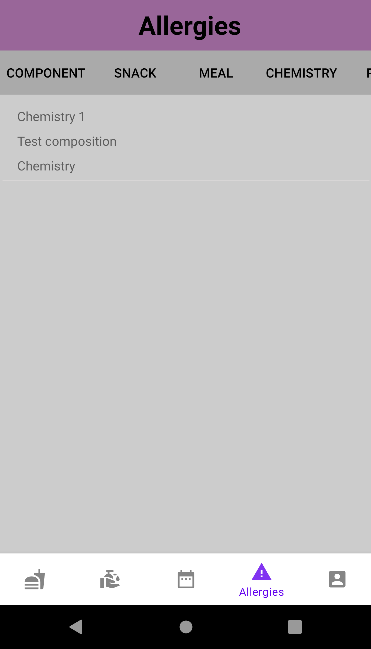 Allergies
COMPONENT SNACK MEAL CHEMISTRY
Chemistry 1
Test composition
Chemistry
Allergies